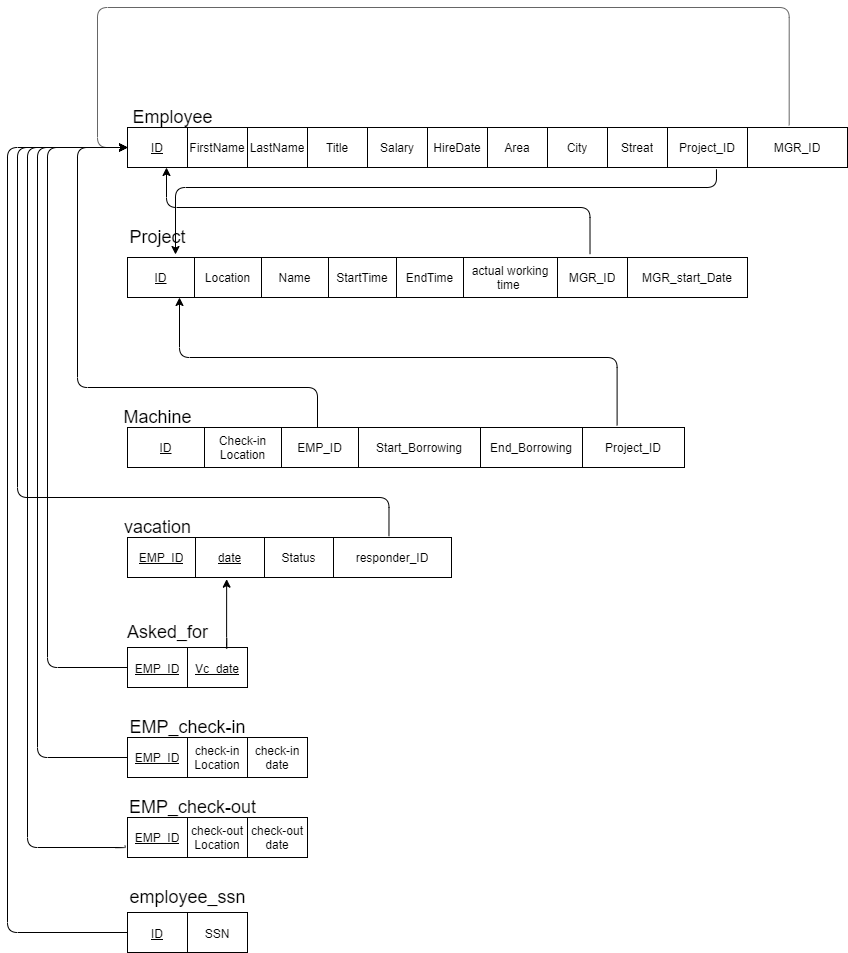 Employee
ID FirstName LastName Title Salary HireDate Area City Streat Project_ID MGR_ID
Project
ID Location Name StartTime EndTime actual working MGR_ID MGR_start_Date
time
Machine
ID Check-in EMP_ID Start_Borrowing End_Borrowing Project_ID
Location
vacation
EMP_ID date Status responder_ID
Asked_for
EMP_ID Vc_date
EMP_check-in
EMP_ID check-in check-in
Location date
EMP_check-out
EMP_ID check-out check-out
Location date
employee_ssn
ID SSN